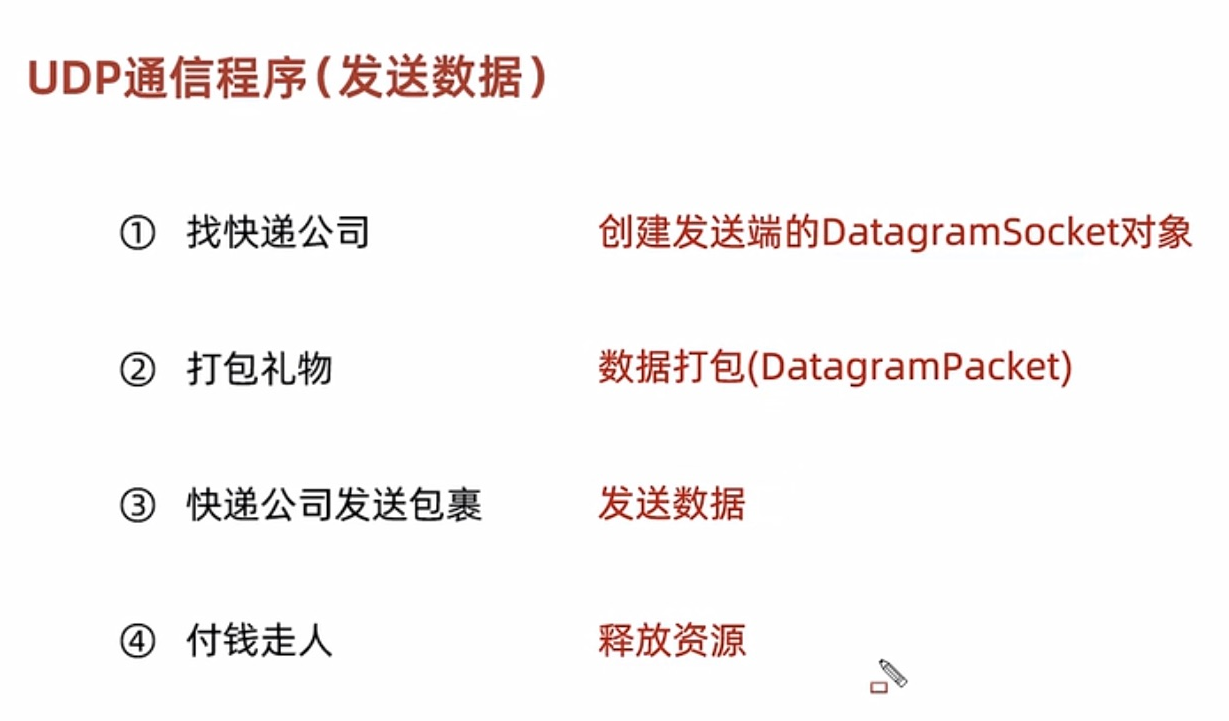 UDP通信程序(发送数据)
① 找快递公司 创建发送端的DatagramSocket对象
② 打包礼物 数据打包(DatagramPacket)
③ 快递公司发送包裹 发送数据
④ 付钱走人 释放资源